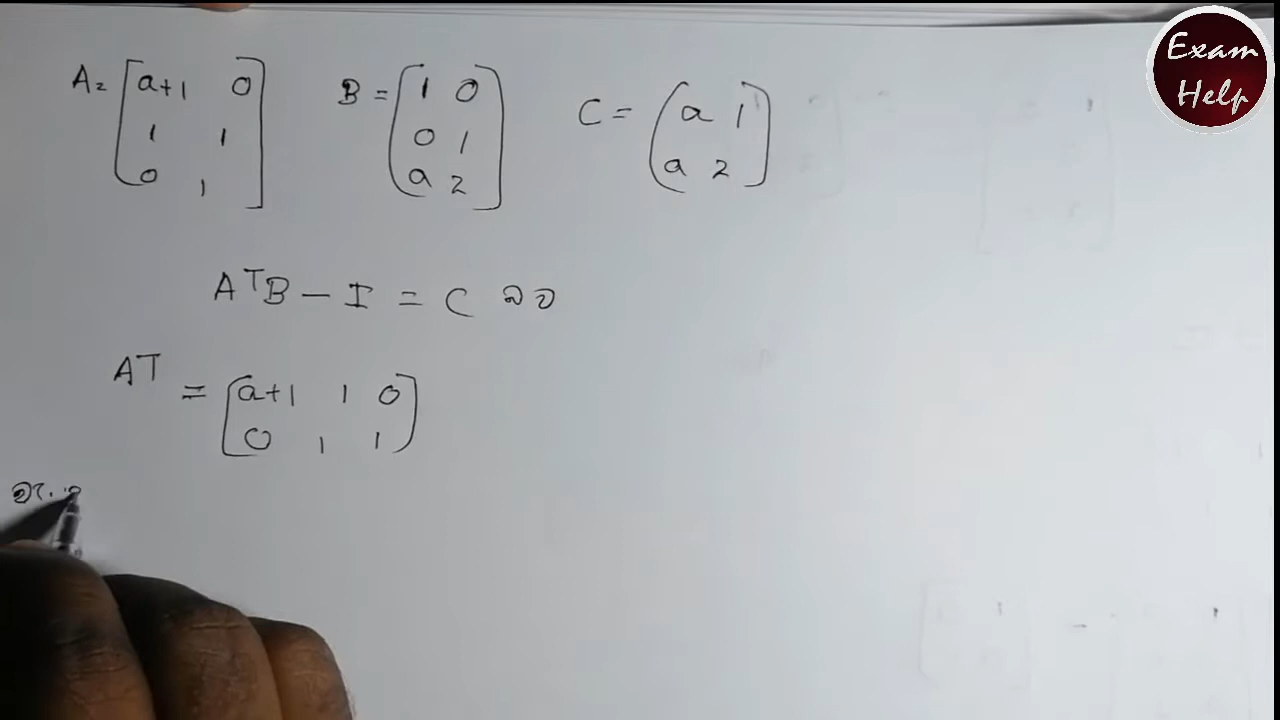 Exam
Help
A = [a+1 0
1 1
0 1]
B = [1 0
0 1
a 2]
C = (a 1
a 2)
AᵀB − I = C බව
Aᵀ = [a+1 1 0
0 1 1]